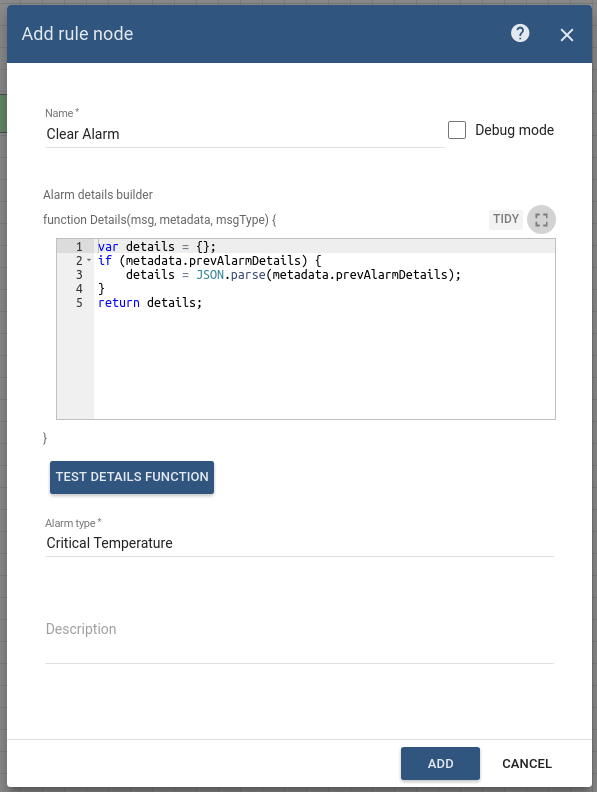 Add rule node
Name *
Clear Alarm
Debug mode
Alarm details builder
function Details(msg, metadata, msgType) {
TIDY
1 var details = {};
2 if (metadata.prevAlarmDetails) {
3     details = JSON.parse(metadata.prevAlarmDetails);
4 }
5 return details;
}
TEST DETAILS FUNCTION
Alarm type *
Critical Temperature
Description
ADD CANCEL